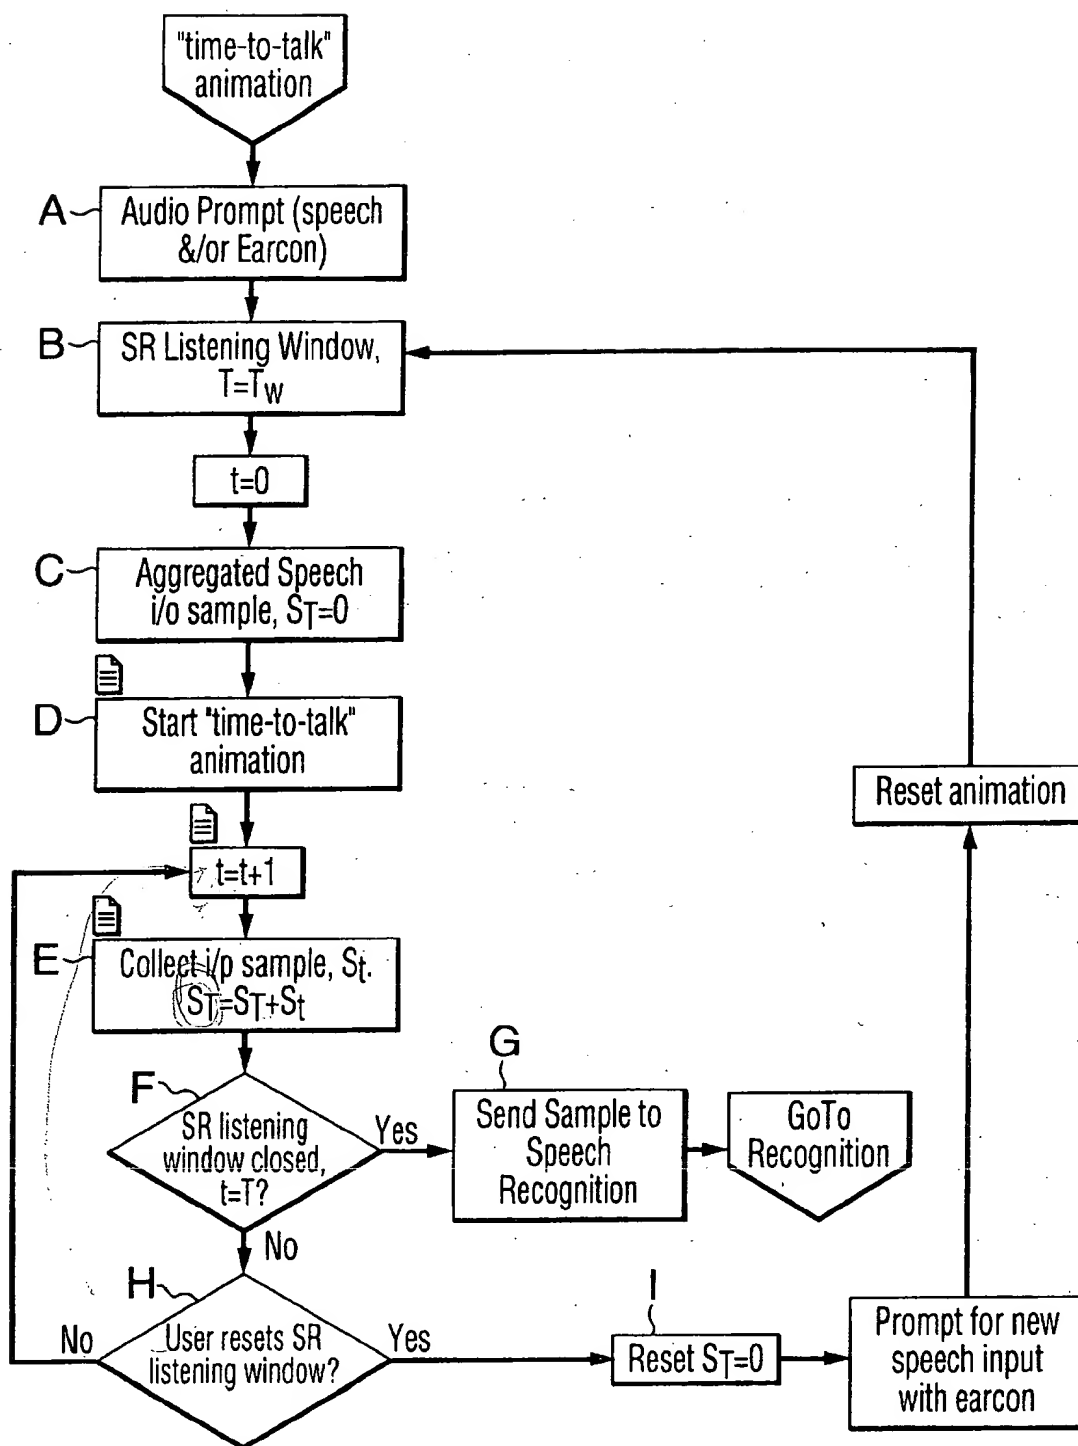 "time-to-talk"
animation
A
Audio Prompt (speech
&/or Earcon)
B
SR Listening Window,
T=Tw
t=0
C
Aggregated Speech
i/o sample, ST=0
D
Start "time-to-talk"
animation
Reset animation
t=t+1
E
Collect i/p sample, St.
ST=ST+St
F
SR listening
window closed,
t=T?
Yes
G
Send Sample to
Speech
Recognition
GoTo
Recognition
No
H
User resets SR
listening window?
No
Yes
I
Reset ST=0
Prompt for new
speech input
with earcon